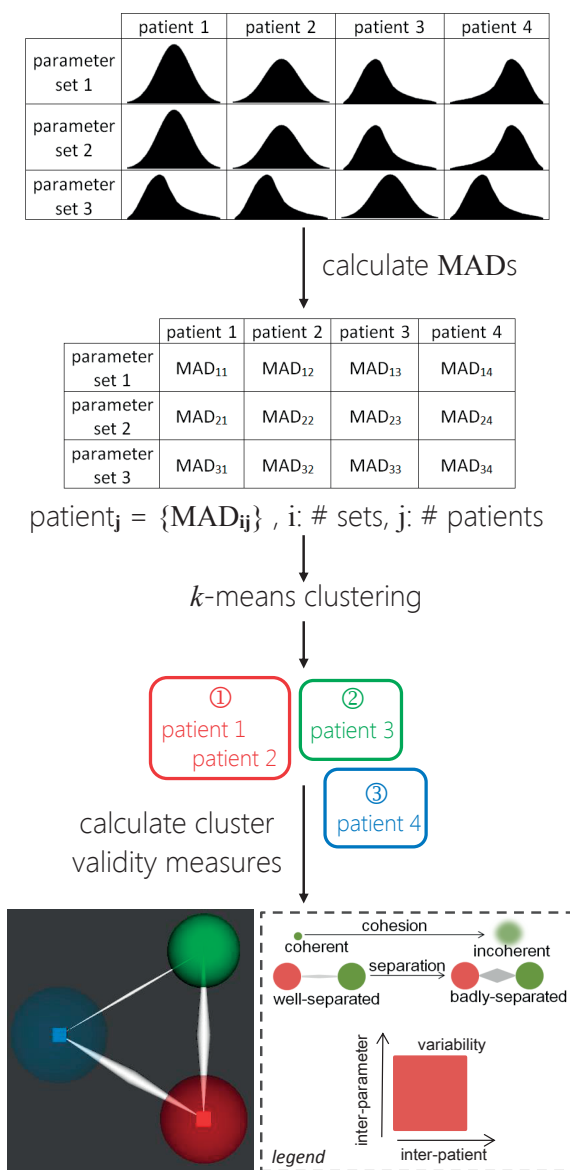 patient 1 patient 2 patient 3 patient 4
parameter
set 1
parameter
set 2
parameter
set 3
calculate MADs
patient 1 patient 2 patient 3 patient 4
parameter
set 1
MAD₁₁ MAD₁₂ MAD₁₃ MAD₁₄
parameter
set 2
MAD₂₁ MAD₂₂ MAD₂₃ MAD₂₄
parameter
set 3
MAD₃₁ MAD₃₂ MAD₃₃ MAD₃₄
patientⱼ = {MADᵢⱼ} , i: # sets, j: # patients
k-means clustering
①
patient 1
patient 2
②
patient 3
③
patient 4
calculate cluster
validity measures
cohesion
coherent
incoherent
separation
well-separated
badly-separated
variability
inter-parameter
inter-patient
legend